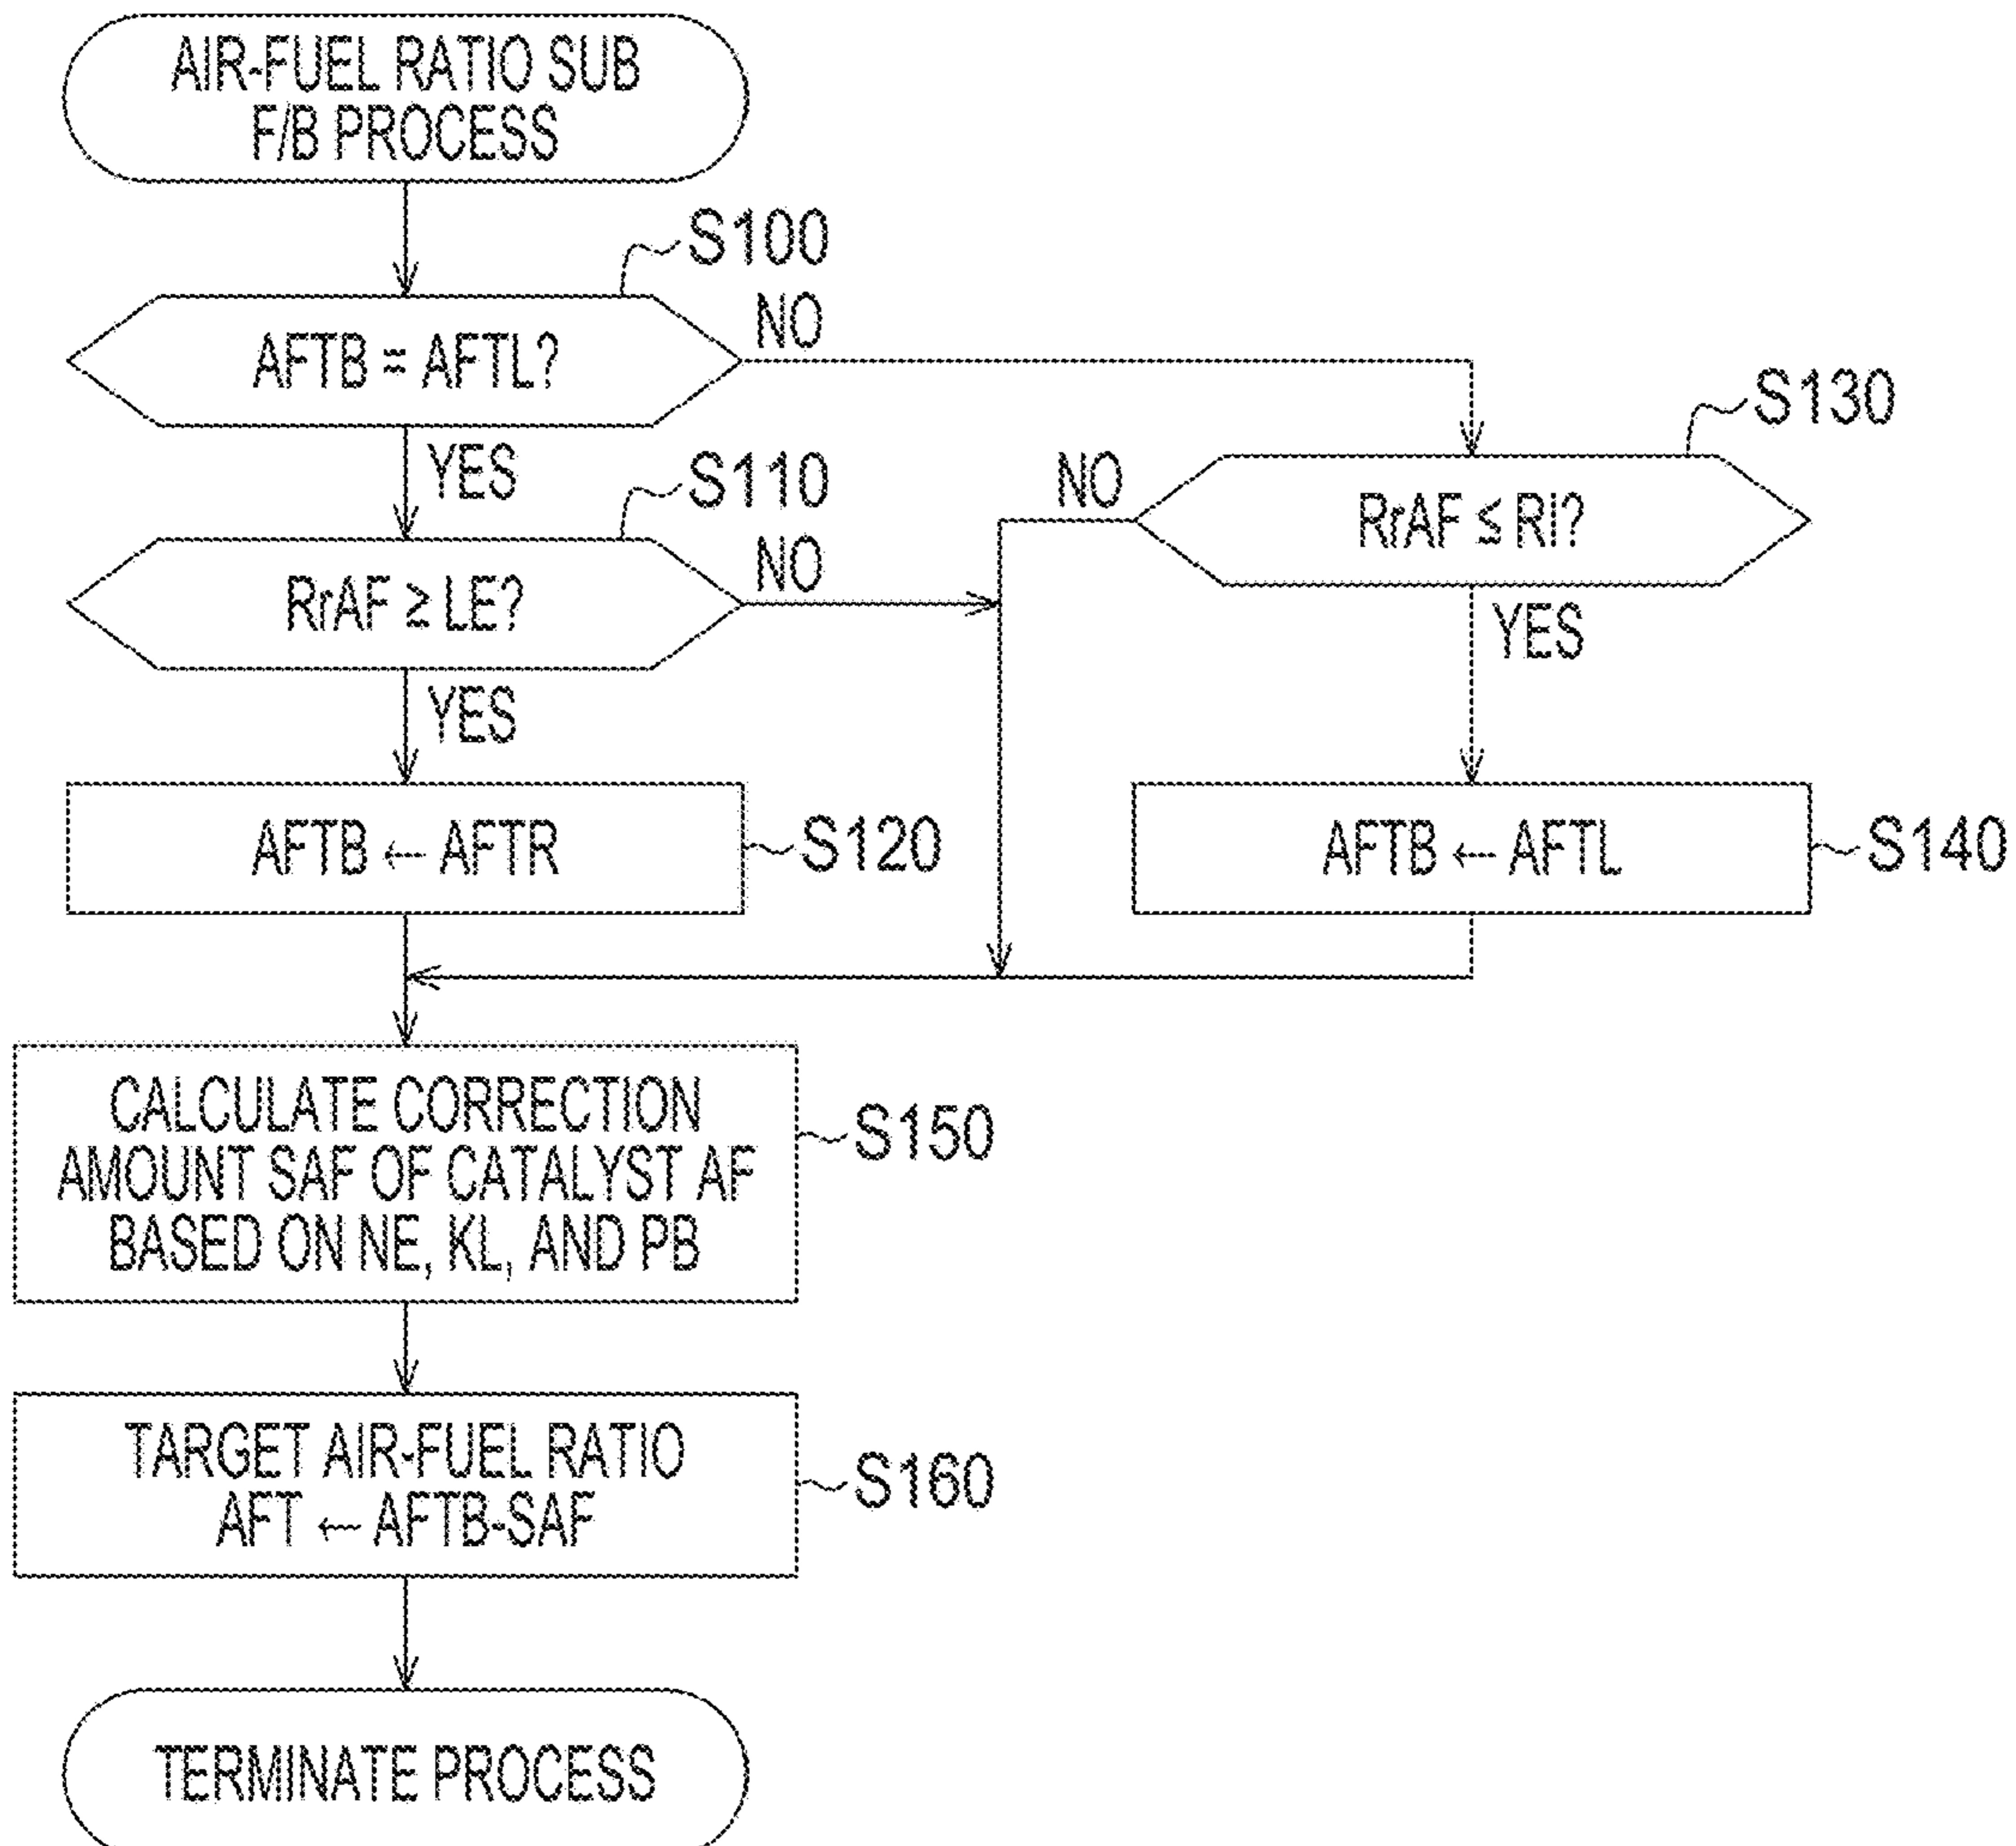 AIR-FUEL RATIO SUB
F/B PROCESS
S100
AFTB = AFTL?
NO
YES
S130
RrAF ≤ Ri?
NO
YES
S110
RrAF ≥ LE?
NO
YES
AFTB ← AFTR
S120
AFTB ← AFTL
S140
CALCULATE CORRECTION
AMOUNT SAF OF CATALYST AF
BASED ON NE, KL, AND PB
S150
TARGET AIR-FUEL RATIO
AFT ← AFTB-SAF
S160
TERMINATE PROCESS